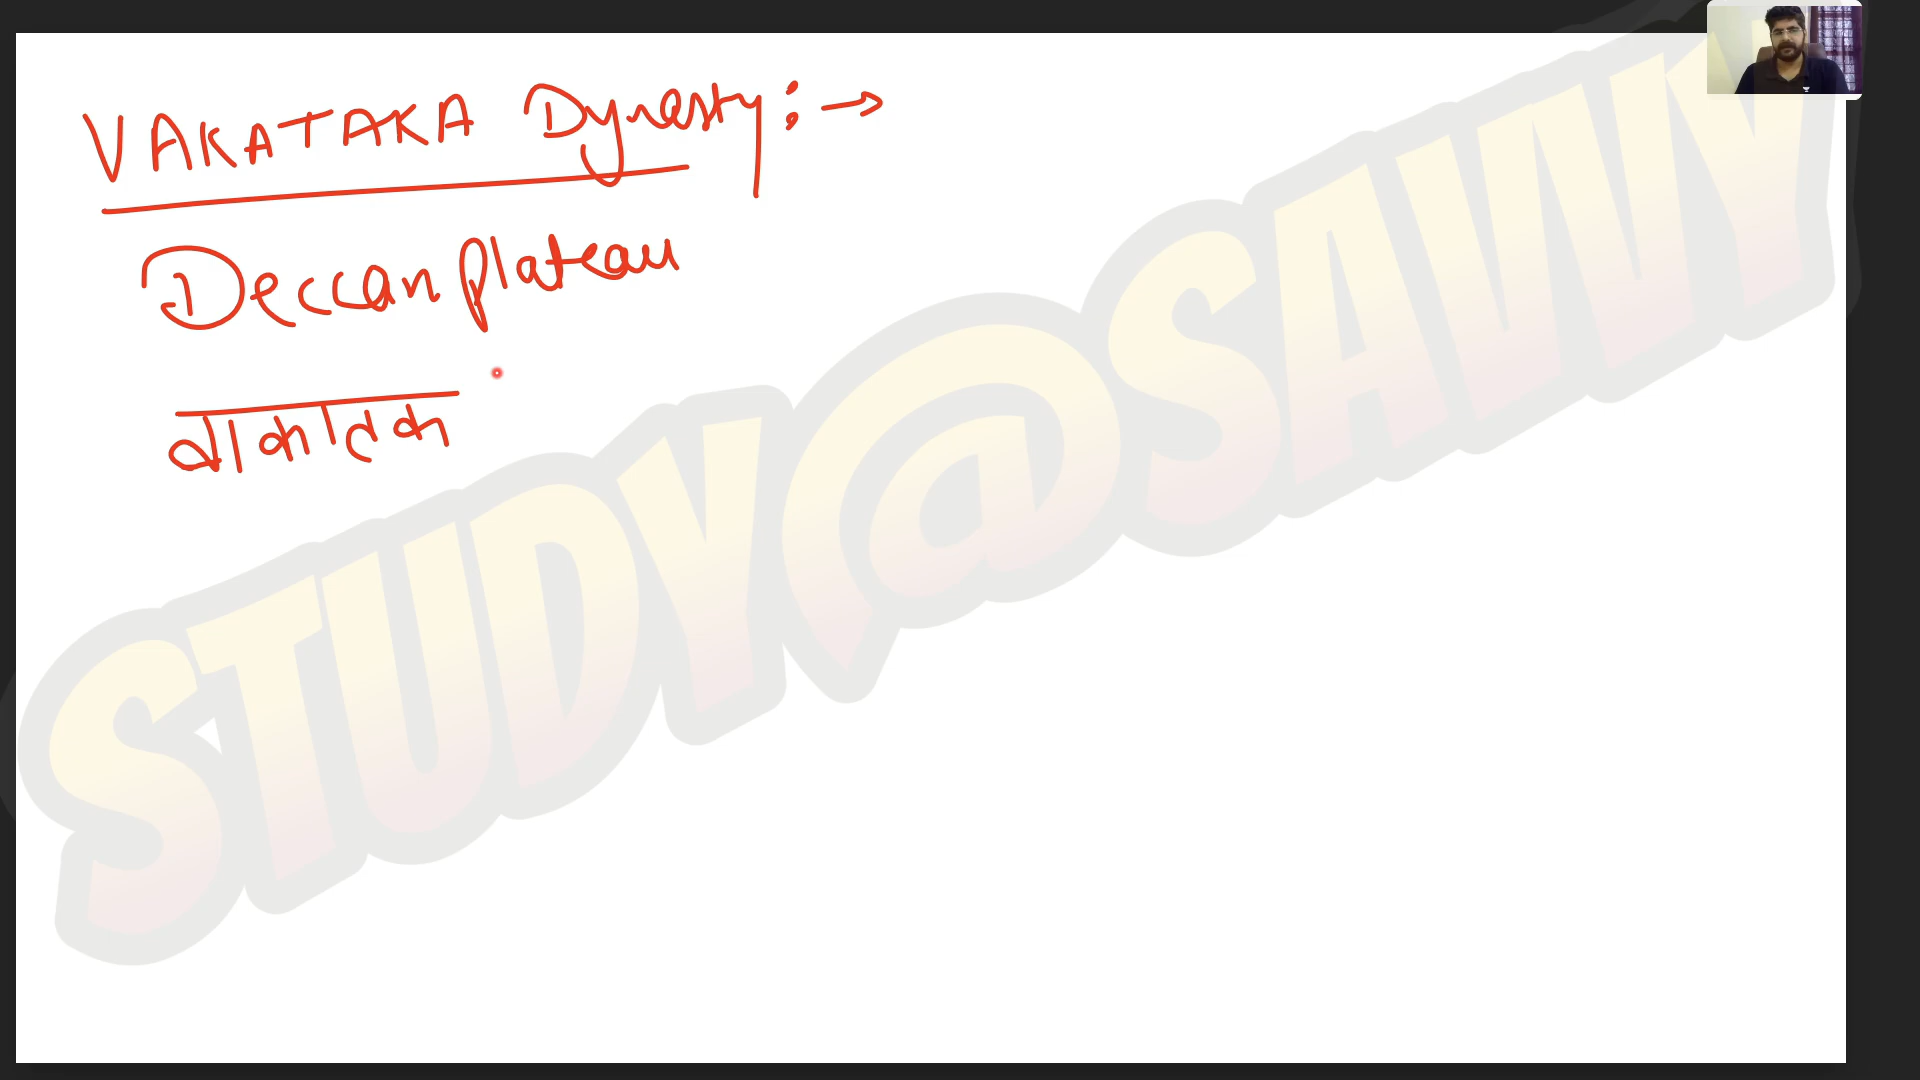 VAKATAKA Dynasty :→
Deccan plateau
वाकाटक
STUDY@SAVVY